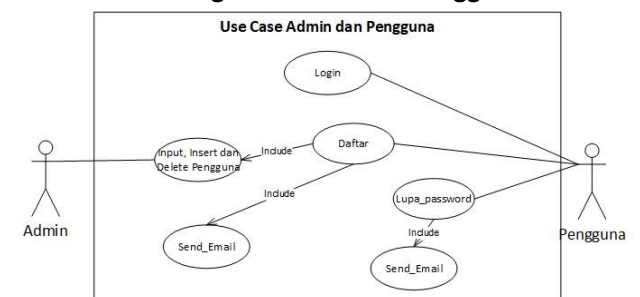 Use Case Admin dan Pengguna
Login
Input, Insert dan
Delete Pengguna
Include
Daftar
Include
Lupa_password
Admin
Pengguna
Include
Send_Email
Send_Email